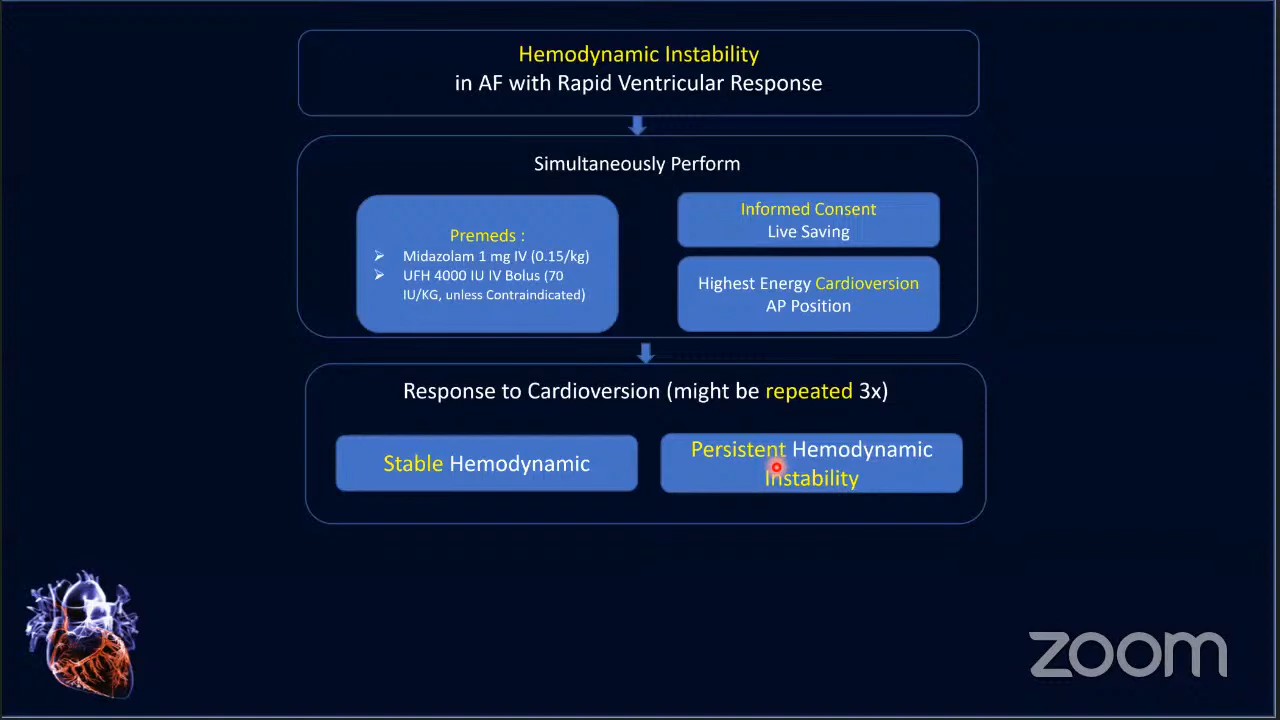 Hemodynamic Instability
in AF with Rapid Ventricular Response
Simultaneously Perform
Premeds :
➢ Midazolam 1 mg IV (0.15/kg)
➢ UFH 4000 IU IV Bolus (70
IU/KG, unless Contraindicated)
Informed Consent
Live Saving
Highest Energy Cardioversion
AP Position
Response to Cardioversion (might be repeated 3x)
Stable Hemodynamic
Persistent Hemodynamic
Instability
zoom